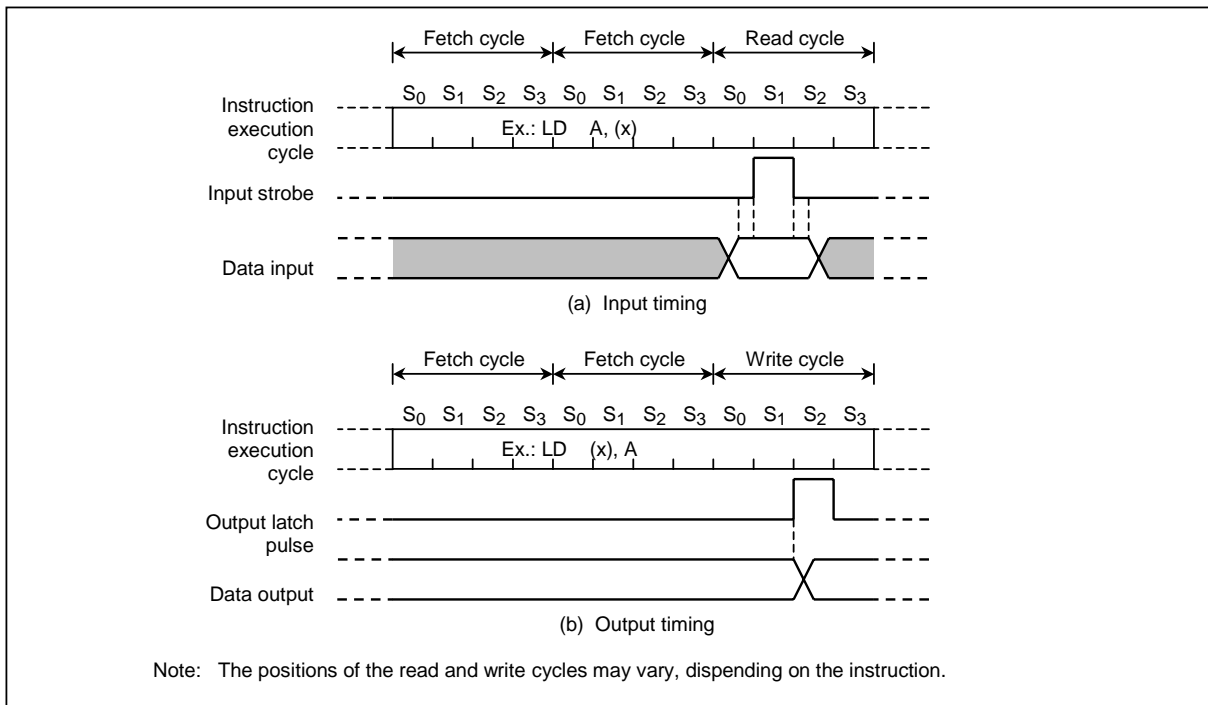 Fetch cycle Fetch cycle Read cycle
S0 S1 S2 S3 S0 S1 S2 S3 S0 S1 S2 S3
Instruction
execution
cycle
Ex.: LD A, (x)
Input strobe
Data input
(a) Input timing
Fetch cycle Fetch cycle Write cycle
S0 S1 S2 S3 S0 S1 S2 S3 S0 S1 S2 S3
Instruction
execution
cycle
Ex.: LD (x), A
Output latch
pulse
Data output
(b) Output timing
Note: The positions of the read and write cycles may vary, dispending on the instruction.